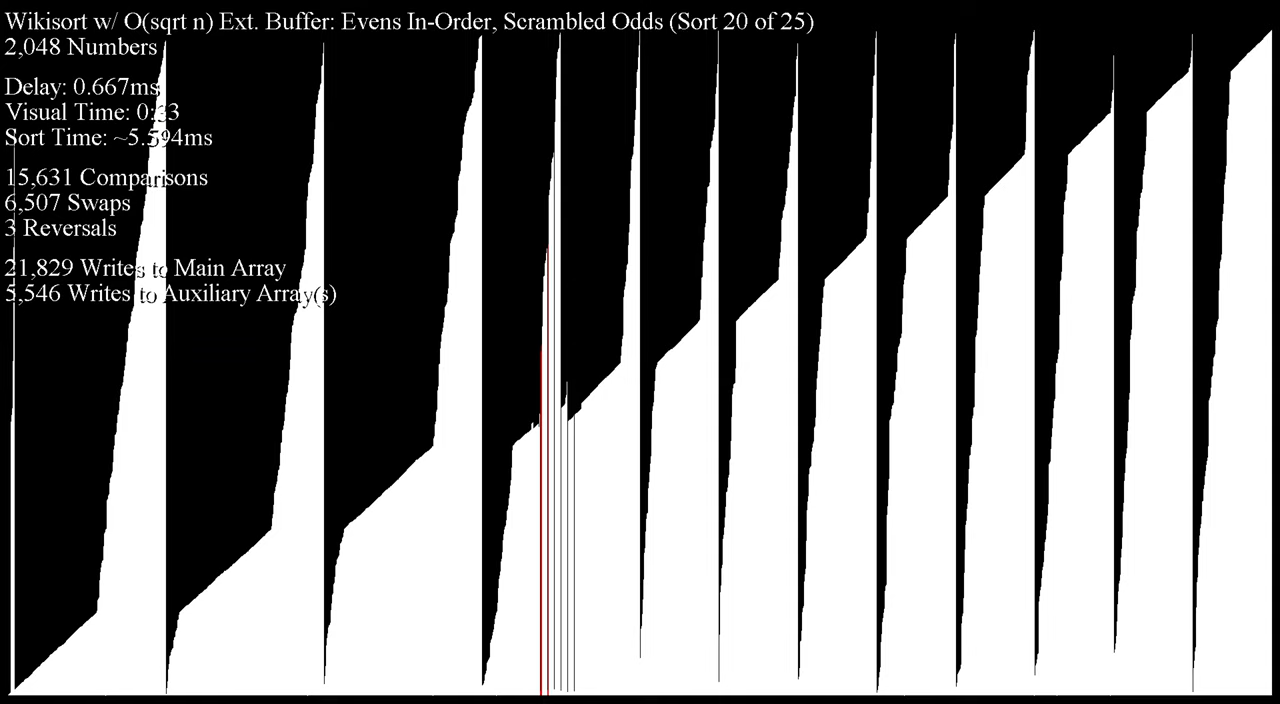 Wikisort w/ O(sqrt n) Ext. Buffer: Evens In-Order, Scrambled Odds (Sort 20 of 25)
2,048 Numbers
Delay: 0.667ms
Visual Time: 0:33
Sort Time: ~5.594ms
15,631 Comparisons
6,507 Swaps
3 Reversals
21,829 Writes to Main Array
5,546 Writes to Auxiliary Array(s)